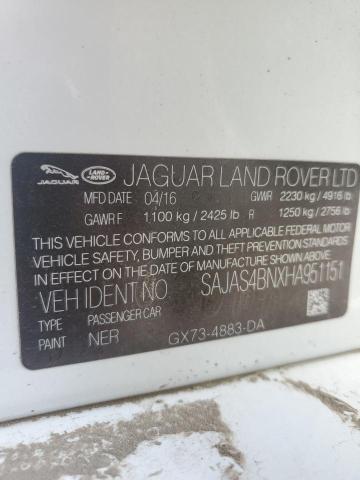 JAGUAR
LAND ROVER
JAGUAR LAND ROVER LTD
MFD DATE 04/16 GVWR 2230 kg / 4916 lb
GAWR F 1100 kg / 2425 lb R 1250 kg / 2756 lb
THIS VEHICLE CONFORMS TO ALL APPLICABLE FEDERAL MOTOR
VEHICLE SAFETY, BUMPER AND THEFT PREVENTION STANDARDS
IN EFFECT ON THE DATE OF MANUFACTURE SHOWN ABOVE
VEH IDENT NO SAJAS4BNXHA951151
TYPE PASSENGER CAR
PAINT NER GX73-4883-DA